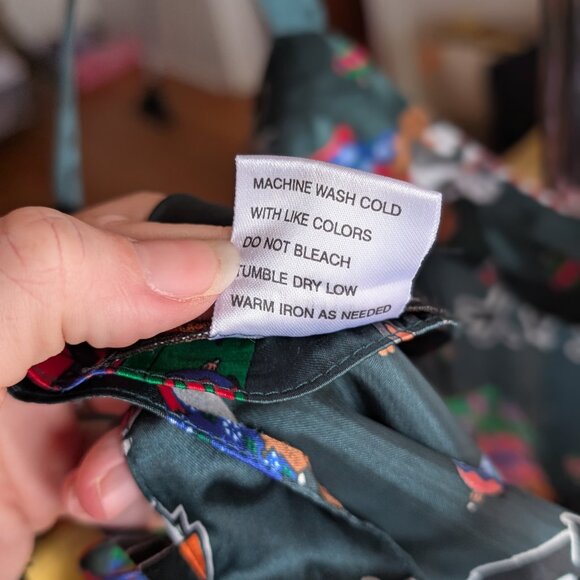 MACHINE WASH COLD
WITH LIKE COLORS
DO NOT BLEACH
TUMBLE DRY LOW
WARM IRON AS NEEDED